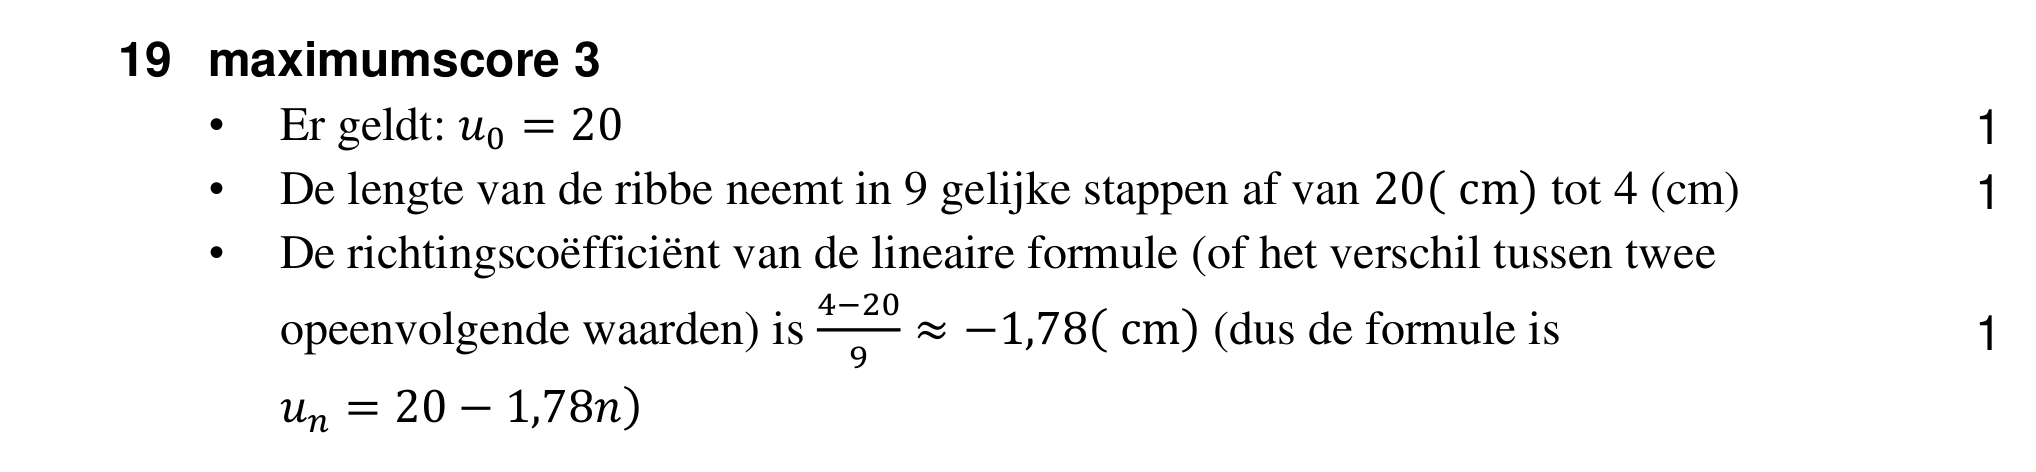 19 maximumscore 3
• Er geldt: u₀ = 20 1
• De lengte van de ribbe neemt in 9 gelijke stappen af van 20( cm) tot 4 (cm) 1
• De richtingscoëfficiënt van de lineaire formule (of het verschil tussen twee
opeenvolgende waarden) is (4−20)/9 ≈ −1,78( cm) (dus de formule is 1
uₙ = 20 − 1,78n)